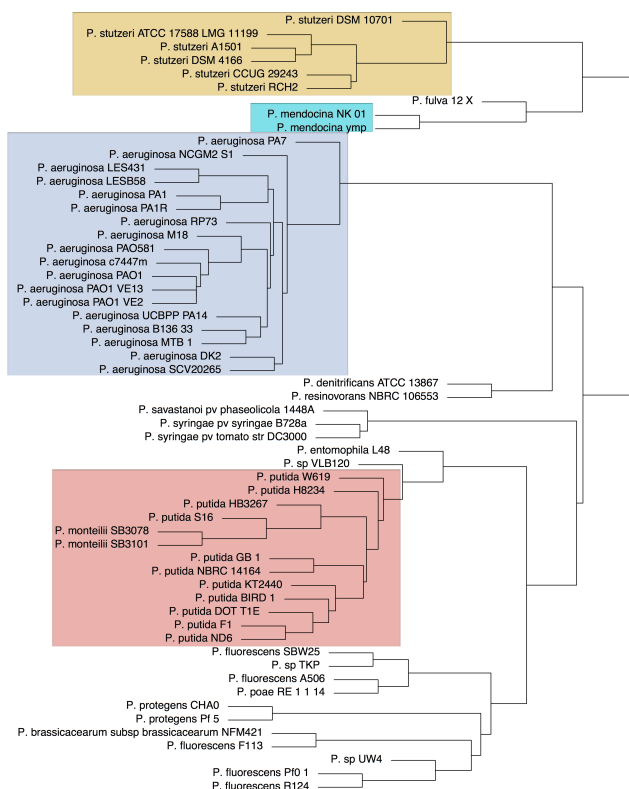 P. stutzeri DSM 10701
P. stutzeri ATCC 17588 LMG 11199
P. stutzeri A1501
P. stutzeri DSM 4166
P. stutzeri CCUG 29243
P. stutzeri RCH2
P. fulva 12 X
P. mendocina NK 01
P. mendocina ymp
P. aeruginosa PA7
P. aeruginosa NCGM2 S1
P. aeruginosa LES431
P. aeruginosa LESB58
P. aeruginosa PA1
P. aeruginosa PA1R
P. aeruginosa RP73
P. aeruginosa M18
P. aeruginosa PAO581
P. aeruginosa c7447m
P. aeruginosa PAO1
P. aeruginosa PAO1 VE13
P. aeruginosa PAO1 VE2
P. aeruginosa UCBPP PA14
P. aeruginosa B136 33
P. aeruginosa MTB 1
P. aeruginosa DK2
P. aeruginosa SCV20265
P. denitrificans ATCC 13867
P. resinovorans NBRC 106553
P. savastanoi pv phaseolicola 1448A
P. syringae pv syringae B728a
P. syringae pv tomato str DC3000
P. entomophila L48
P. sp VLB120
P. putida W619
P. putida H8234
P. putida HB3267
P. putida S16
P. monteilii SB3078
P. monteilii SB3101
P. putida GB 1
P. putida NBRC 14164
P. putida KT2440
P. putida BIRD 1
P. putida DOT T1E
P. putida F1
P. putida ND6
P. fluorescens SBW25
P. sp TKP
P. fluorescens A506
P. poae RE 1 1 14
P. protegens CHA0
P. protegens Pf 5
P. brassicacearum subsp brassicacearum NFM421
P. fluorescens F113
P. sp UW4
P. fluorescens Pf0 1
P. fluorescens R124